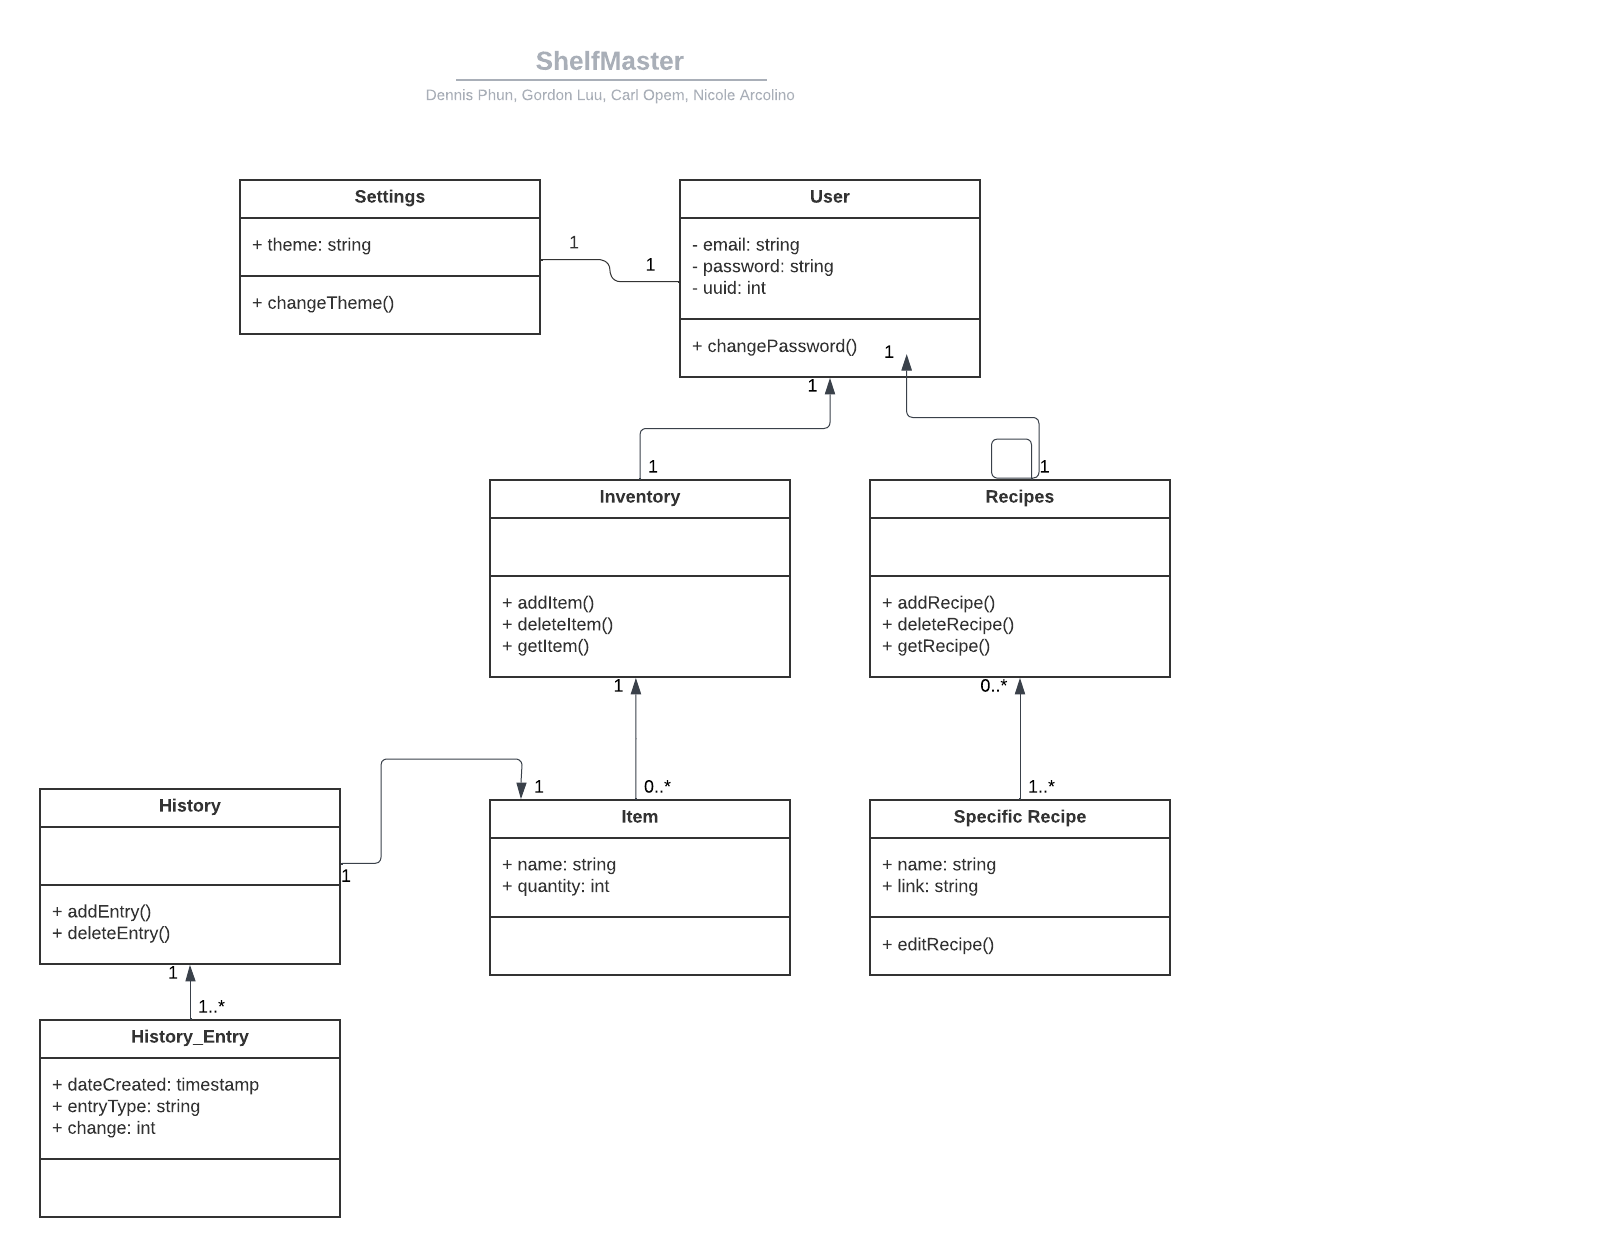 ShelfMaster
Dennis Phun, Gordon Luu, Carl Opem, Nicole Arcolino
Settings
+ theme: string
+ changeTheme()
1
1
User
- email: string
- password: string
- uuid: int
+ changePassword()
1
1
1
1
Inventory
+ addItem()
+ deleteItem()
+ getItem()
Recipes
+ addRecipe()
+ deleteRecipe()
+ getRecipe()
1
0..*
0..*
1..*
1
1
History
+ addEntry()
+ deleteEntry()
Item
+ name: string
+ quantity: int
Specific Recipe
+ name: string
+ link: string
+ editRecipe()
1
1..*
History_Entry
+ dateCreated: timestamp
+ entryType: string
+ change: int